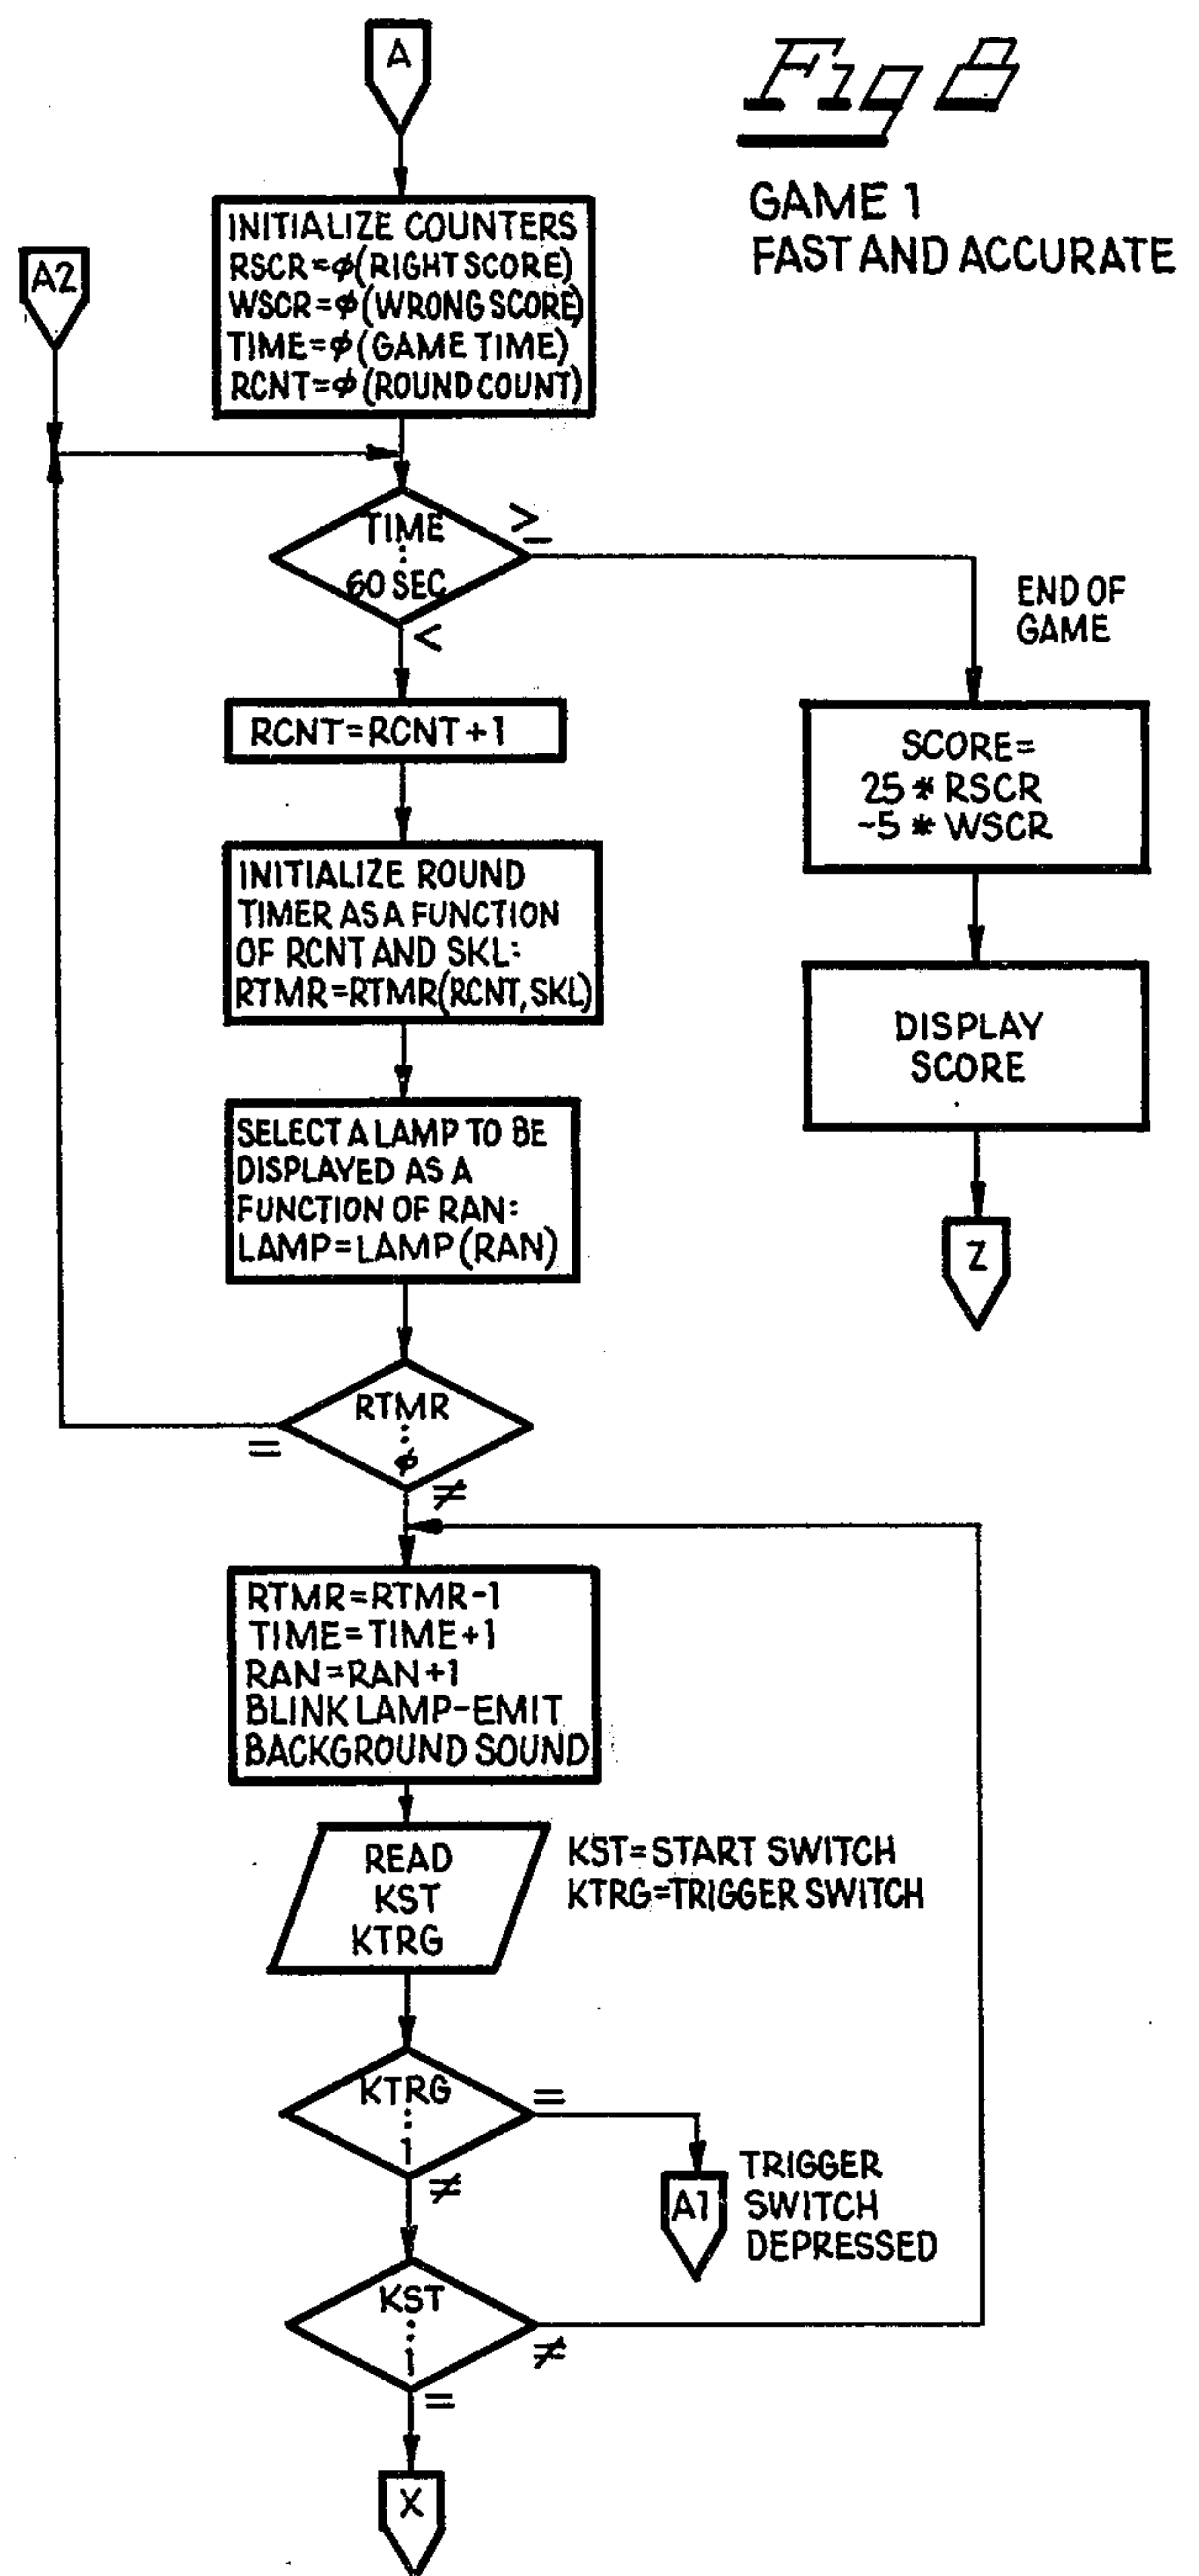 A
Fig 8
GAME 1
FAST AND ACCURATE
INITIALIZE COUNTERS
RSCR=ϕ(RIGHT SCORE)
WSCR=ϕ(WRONG SCORE)
TIME=ϕ(GAME TIME)
RCNT=ϕ(ROUND COUNT)
A2
TIME
:
60 SEC
≥
<
END OF
GAME
RCNT=RCNT+1
SCORE=
25 * RSCR
-5 * WSCR
INITIALIZE ROUND
TIMER AS A FUNCTION
OF RCNT AND SKL:
RTMR=RTMR(RCNT,SKL)
DISPLAY
SCORE
SELECT A LAMP TO BE
DISPLAYED AS A
FUNCTION OF RAN:
LAMP=LAMP(RAN)
Z
RTMR
:
ϕ
=
≠
RTMR=RTMR-1
TIME=TIME+1
RAN=RAN+1
BLINK LAMP-EMIT
BACKGROUND SOUND
READ
KST
KTRG
KST=START SWITCH
KTRG=TRIGGER SWITCH
KTRG
:
1
=
≠
A1
TRIGGER
SWITCH
DEPRESSED
KST
:
1
≠
=
X